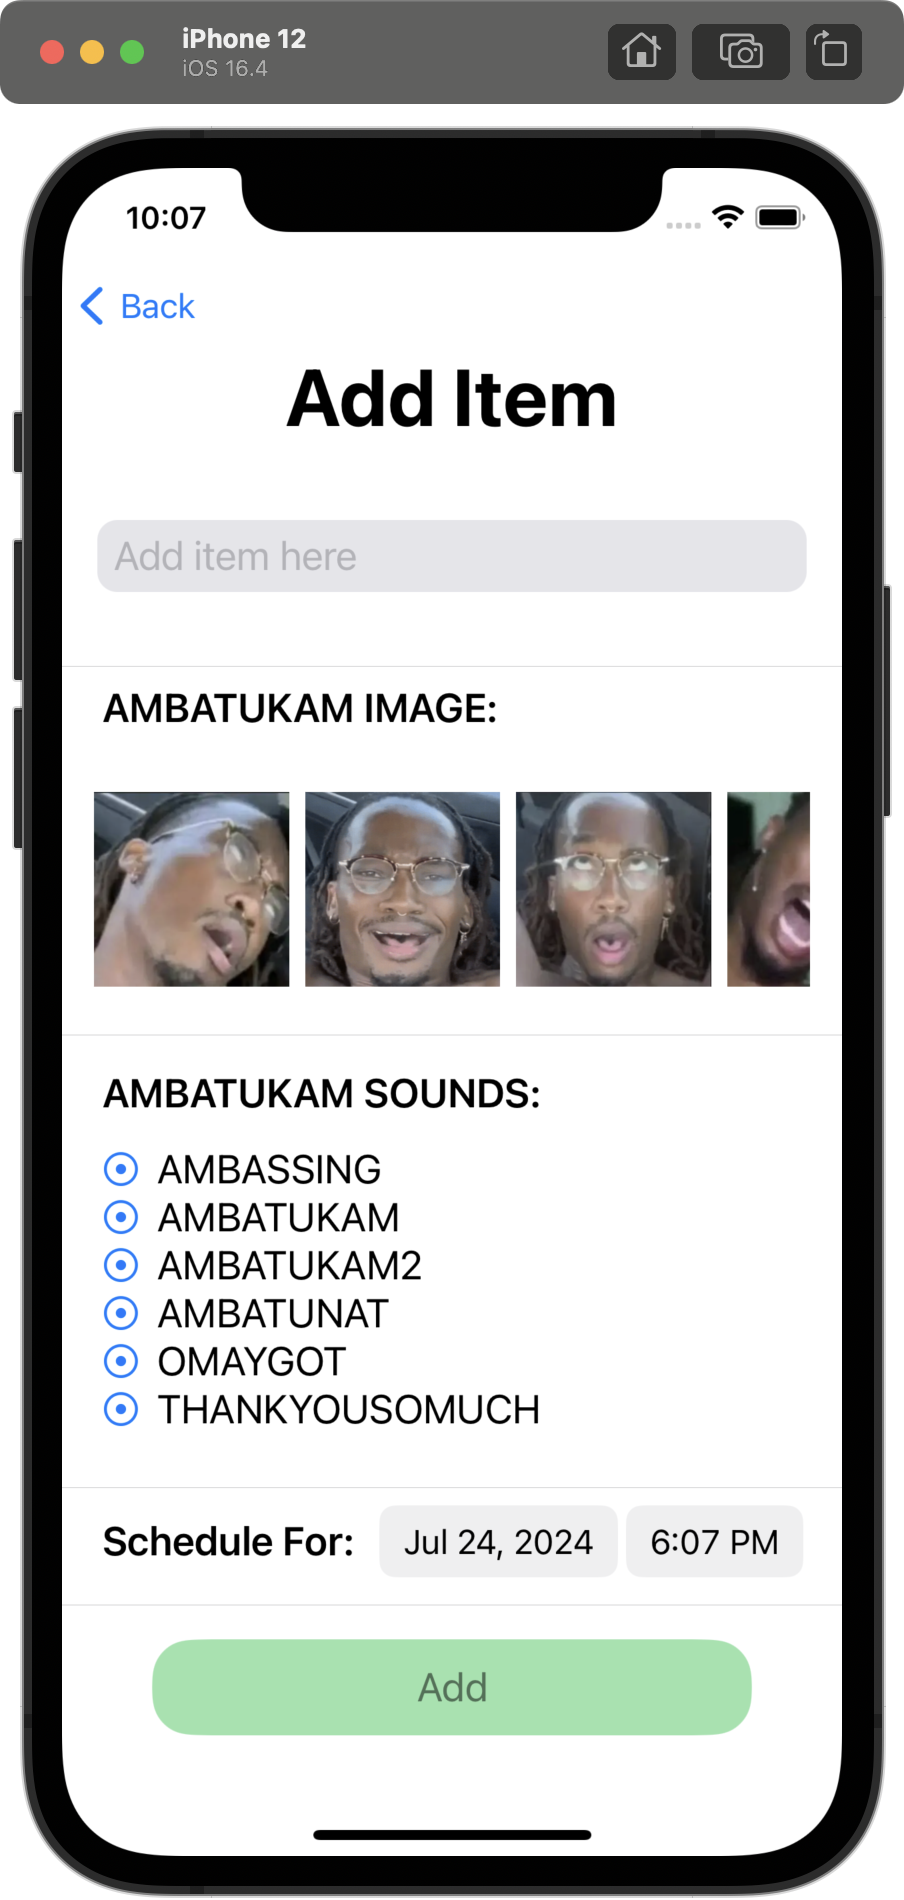 iPhone 12
iOS 16.4
10:07
Back
Add Item
Add item here
AMBATUKAM IMAGE:
AMBATUKAM SOUNDS:
AMBASSING
AMBATUKAM
AMBATUKAM2
AMBATUNAT
OMAYGOT
THANKYOUSOMUCH
Schedule For: Jul 24, 2024 6:07 PM
Add